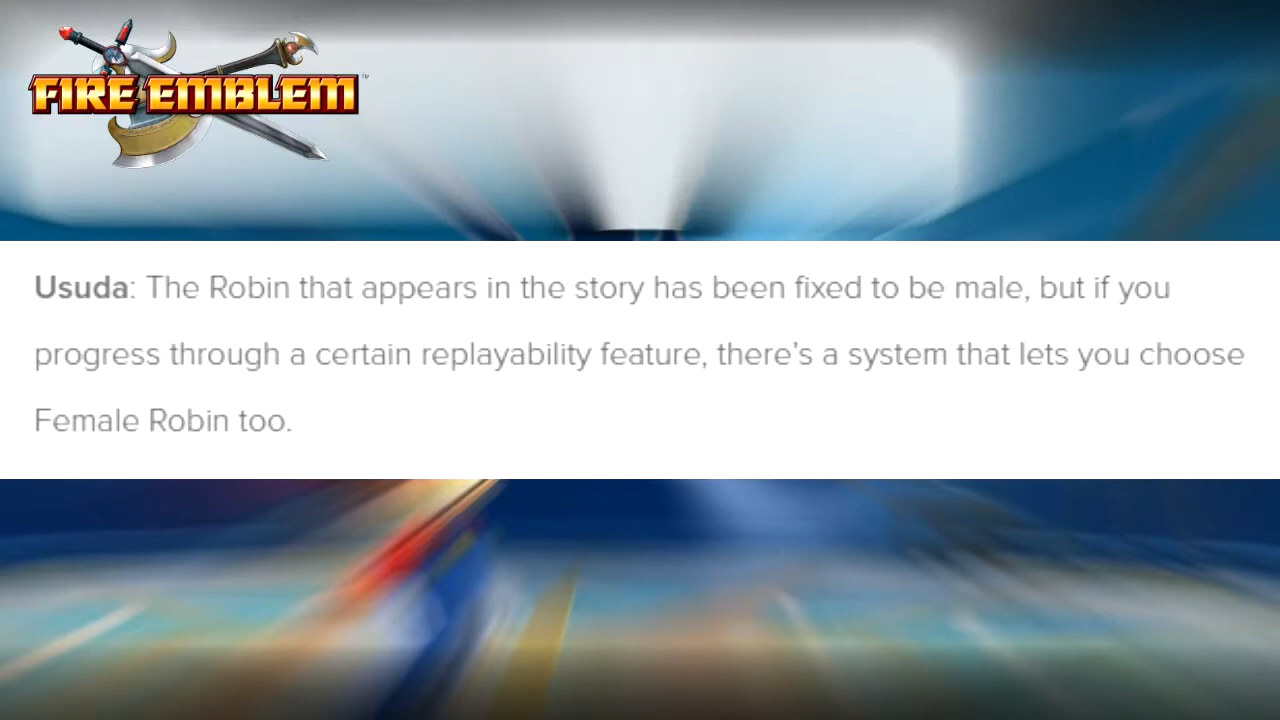 FIRE EMBLEM™
Usuda: The Robin that appears in the story has been fixed to be male, but if you
progress through a certain replayability feature, there's a system that lets you choose
Female Robin too.